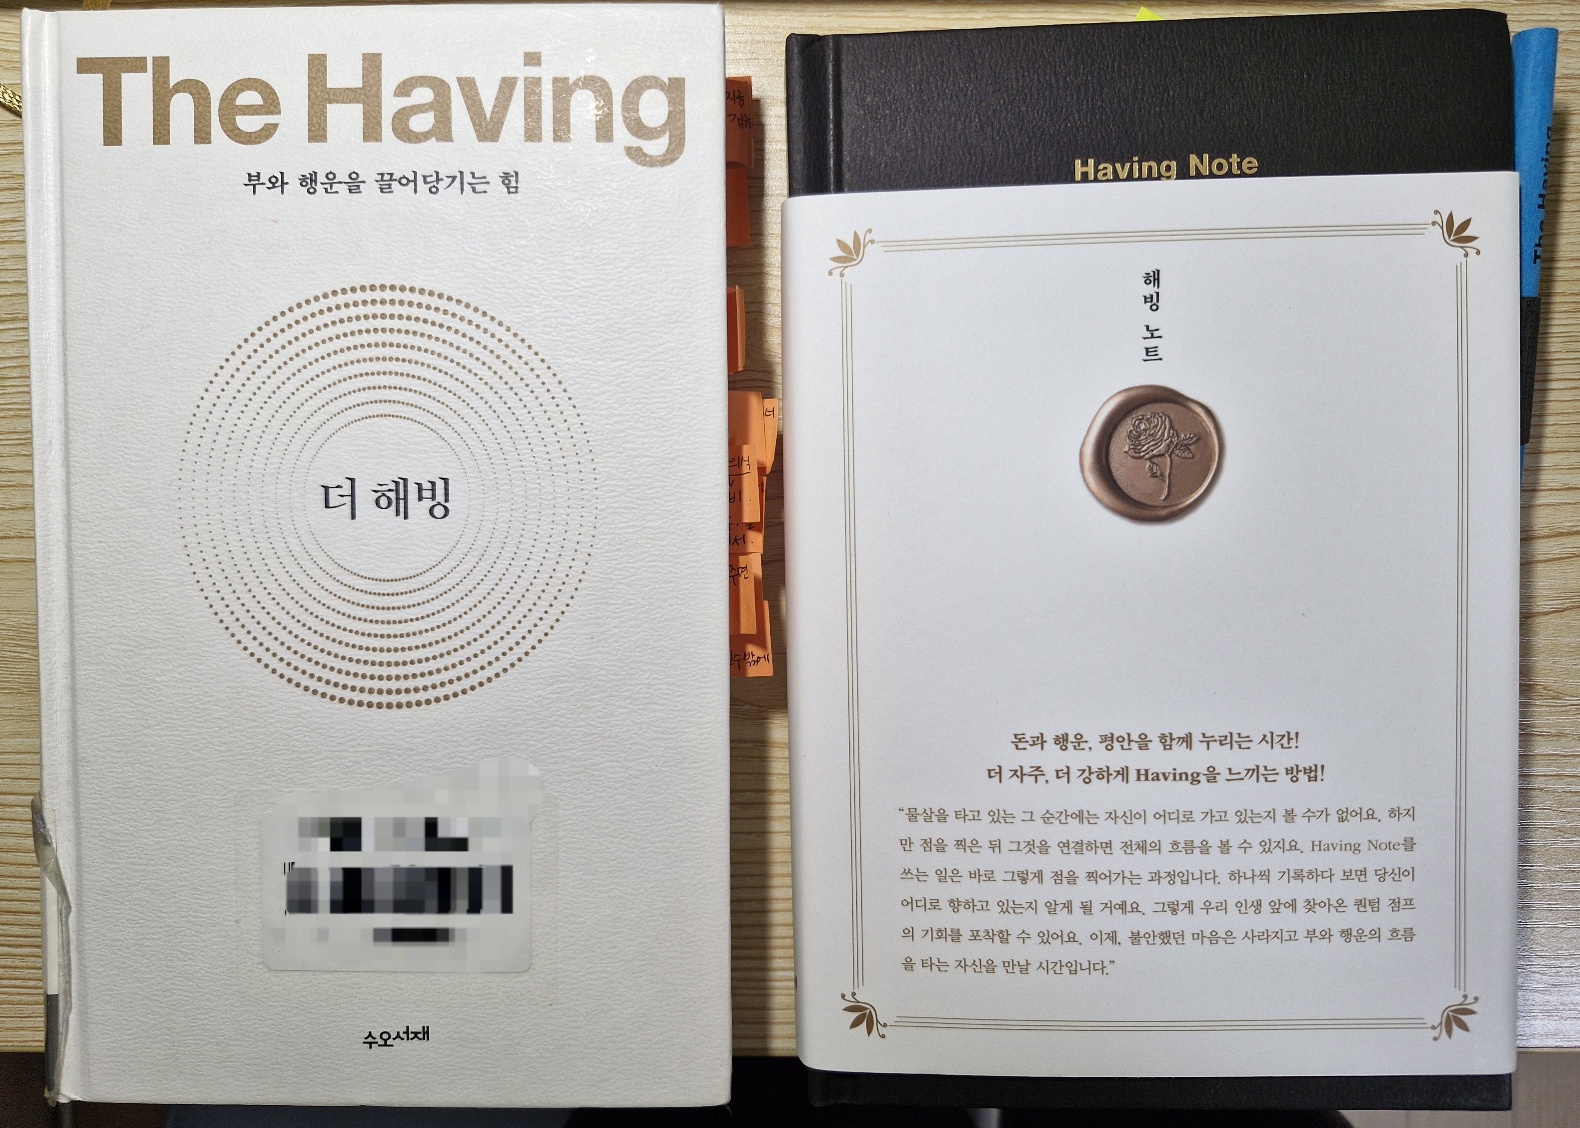 The Having
부와 행운을 끌어당기는 힘
더 해빙
수오서재
지금
주변
Having Note
해빙 노트
돈과 행운, 평안을 함께 누리는 시간!
더 자주, 더 강하게 Having을 느끼는 방법!
“물살을 타고 있는 그 순간에는 자신이 어디로 가고 있는지 볼 수가 없어요. 하지
만 점을 찍은 뒤 그것을 연결하면 전체의 흐름을 볼 수 있지요. Having Note를
쓰는 일은 바로 그렇게 점을 찍어가는 과정입니다. 하나씩 기록하다 보면 당신이
어디로 향하고 있는지 알게 될 거예요. 그렇게 우리 인생 앞에 찾아온 퀀텀 점프
의 기회를 포착할 수 있어요. 이제, 불안했던 마음은 사라지고 부와 행운의 흐름
을 타는 자신을 만날 시간입니다.”
The Having